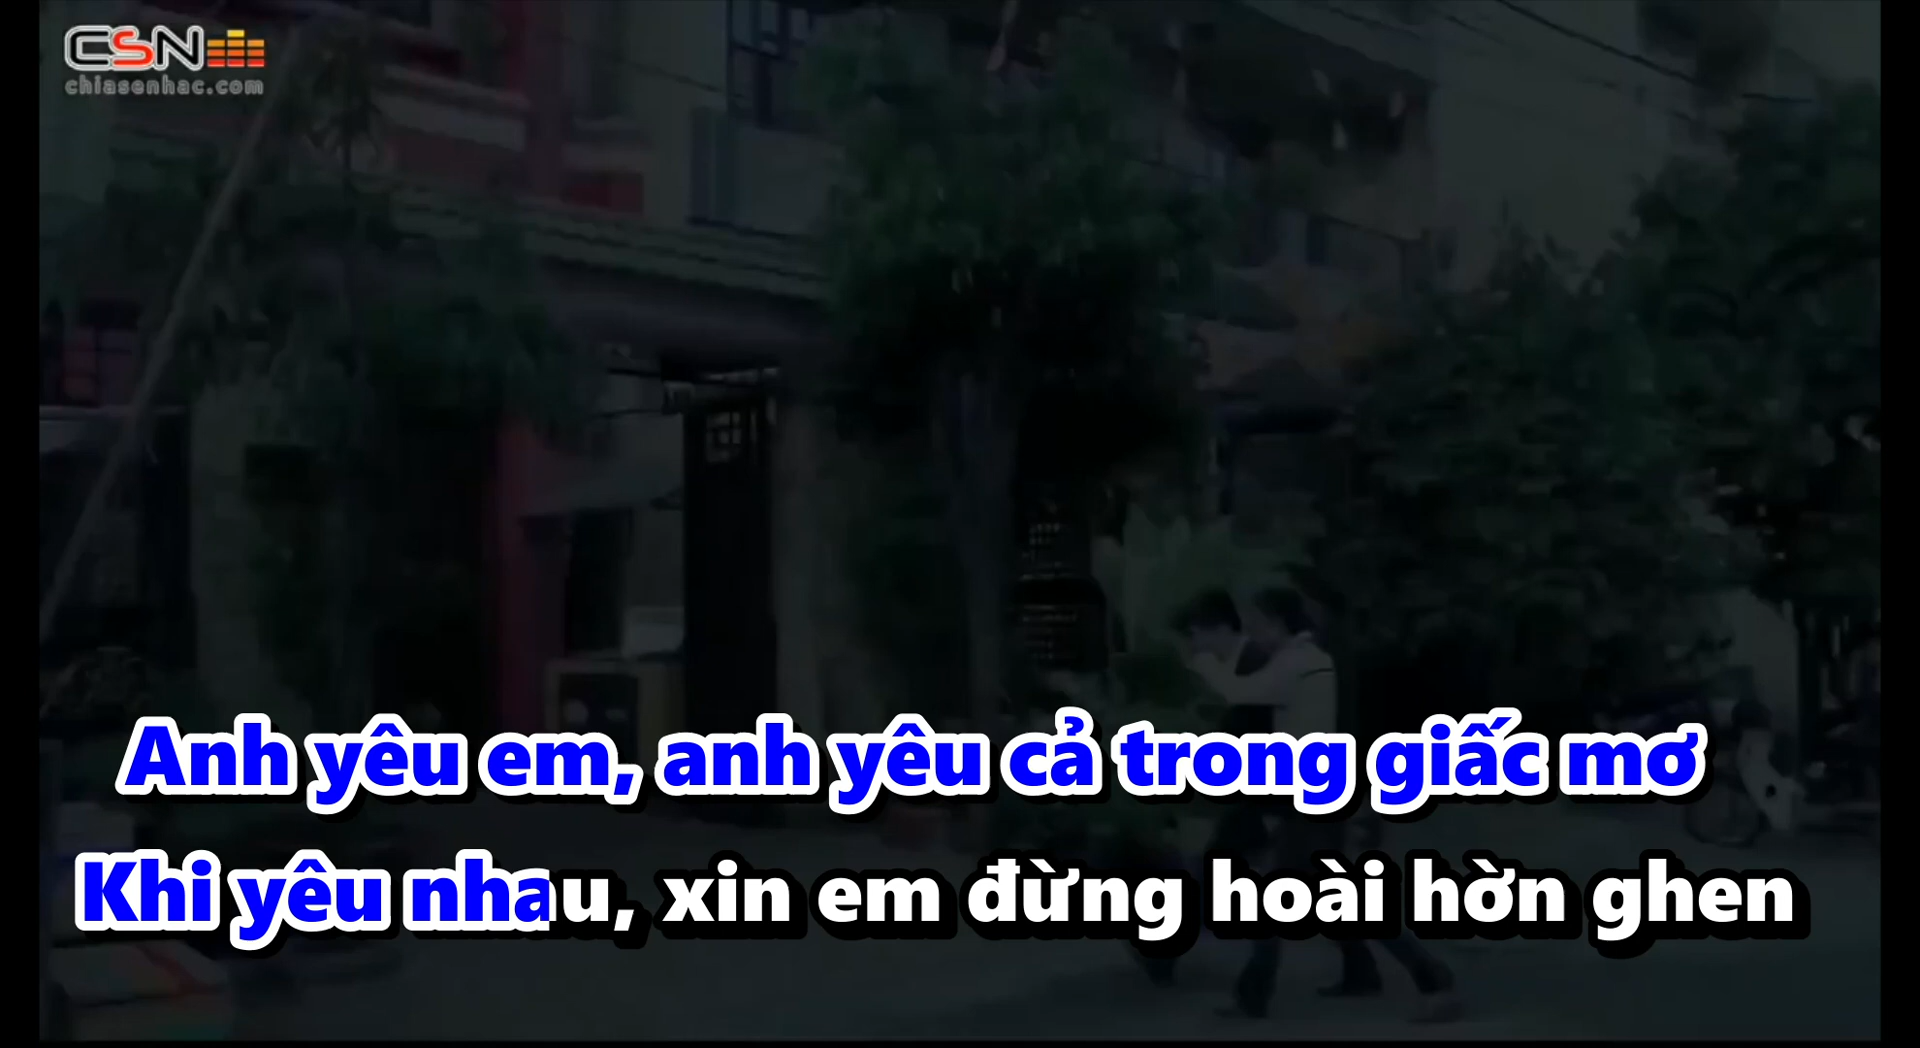 CSN
chiasenhac.com
Anh yêu em, anh yêu cả trong giấc mơ
Khi yêu nhau, xin em đừng hoài hờn ghen